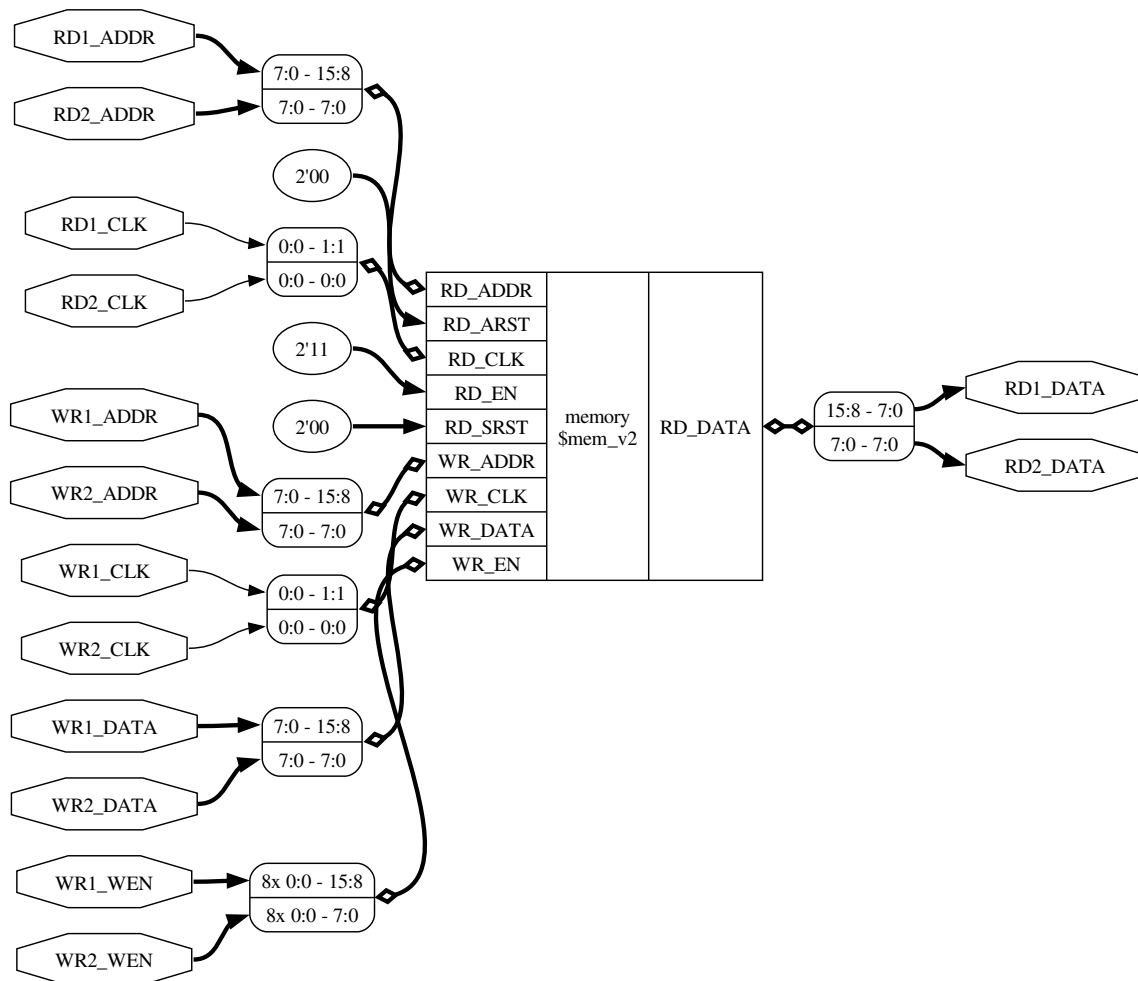 RD1_ADDR
RD2_ADDR
7:0 - 15:8
7:0 - 7:0
2'00
RD1_CLK
RD2_CLK
0:0 - 1:1
0:0 - 0:0
2'11
2'00
WR1_ADDR
WR2_ADDR
7:0 - 15:8
7:0 - 7:0
WR1_CLK
WR2_CLK
0:0 - 1:1
0:0 - 0:0
WR1_DATA
WR2_DATA
7:0 - 15:8
7:0 - 7:0
WR1_WEN
WR2_WEN
8x 0:0 - 15:8
8x 0:0 - 7:0
RD_ADDR
RD_ARST
RD_CLK
RD_EN
RD_SRST
WR_ADDR
WR_CLK
WR_DATA
WR_EN
memory
$mem_v2
RD_DATA
15:8 - 7:0
7:0 - 7:0
RD1_DATA
RD2_DATA